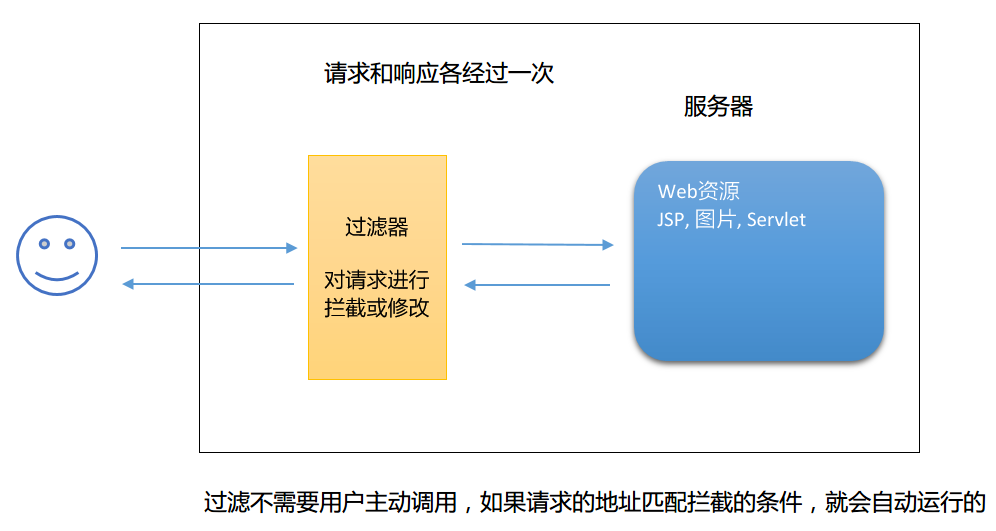 请求和响应各经过一次
服务器
过滤器
对请求进行
拦截或修改
Web资源
JSP, 图片, Servlet
过滤不需要用户主动调用，如果请求的地址匹配拦截的条件，就会自动运行的